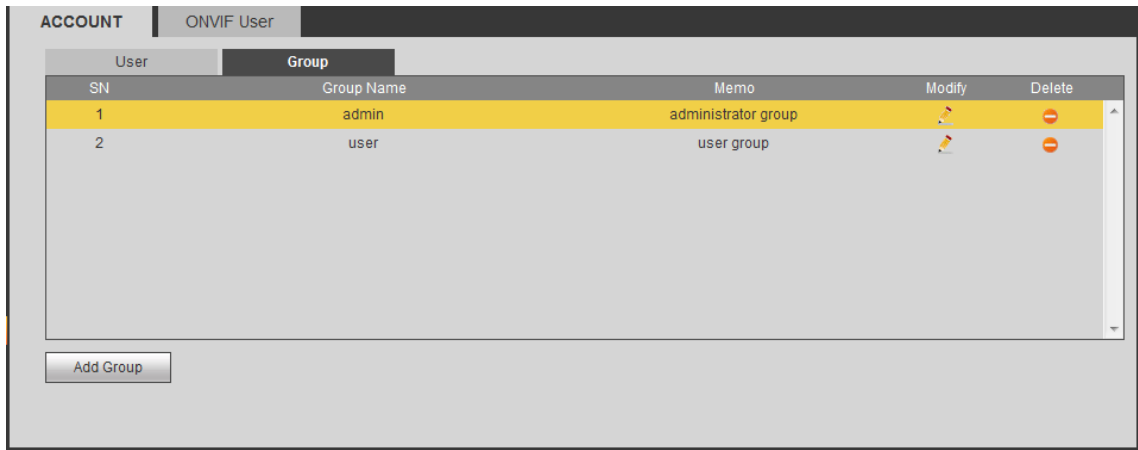 ACCOUNT ONVIF User
User Group
SN Group Name Memo Modify Delete
1 admin administrator group
2 user user group
Add Group